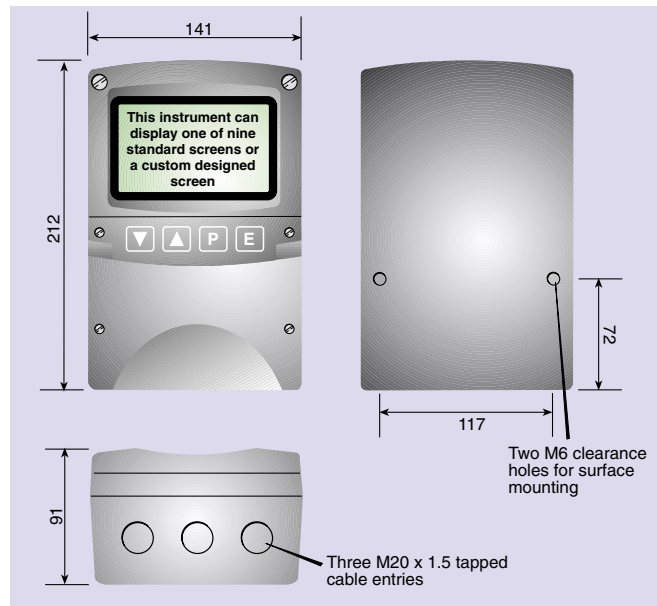 141
This instrument can
display one of nine
standard screens or
a custom designed
screen
212
P E
72
117
Two M6 clearance
holes for surface
mounting
91
Three M20 x 1.5 tapped
cable entries